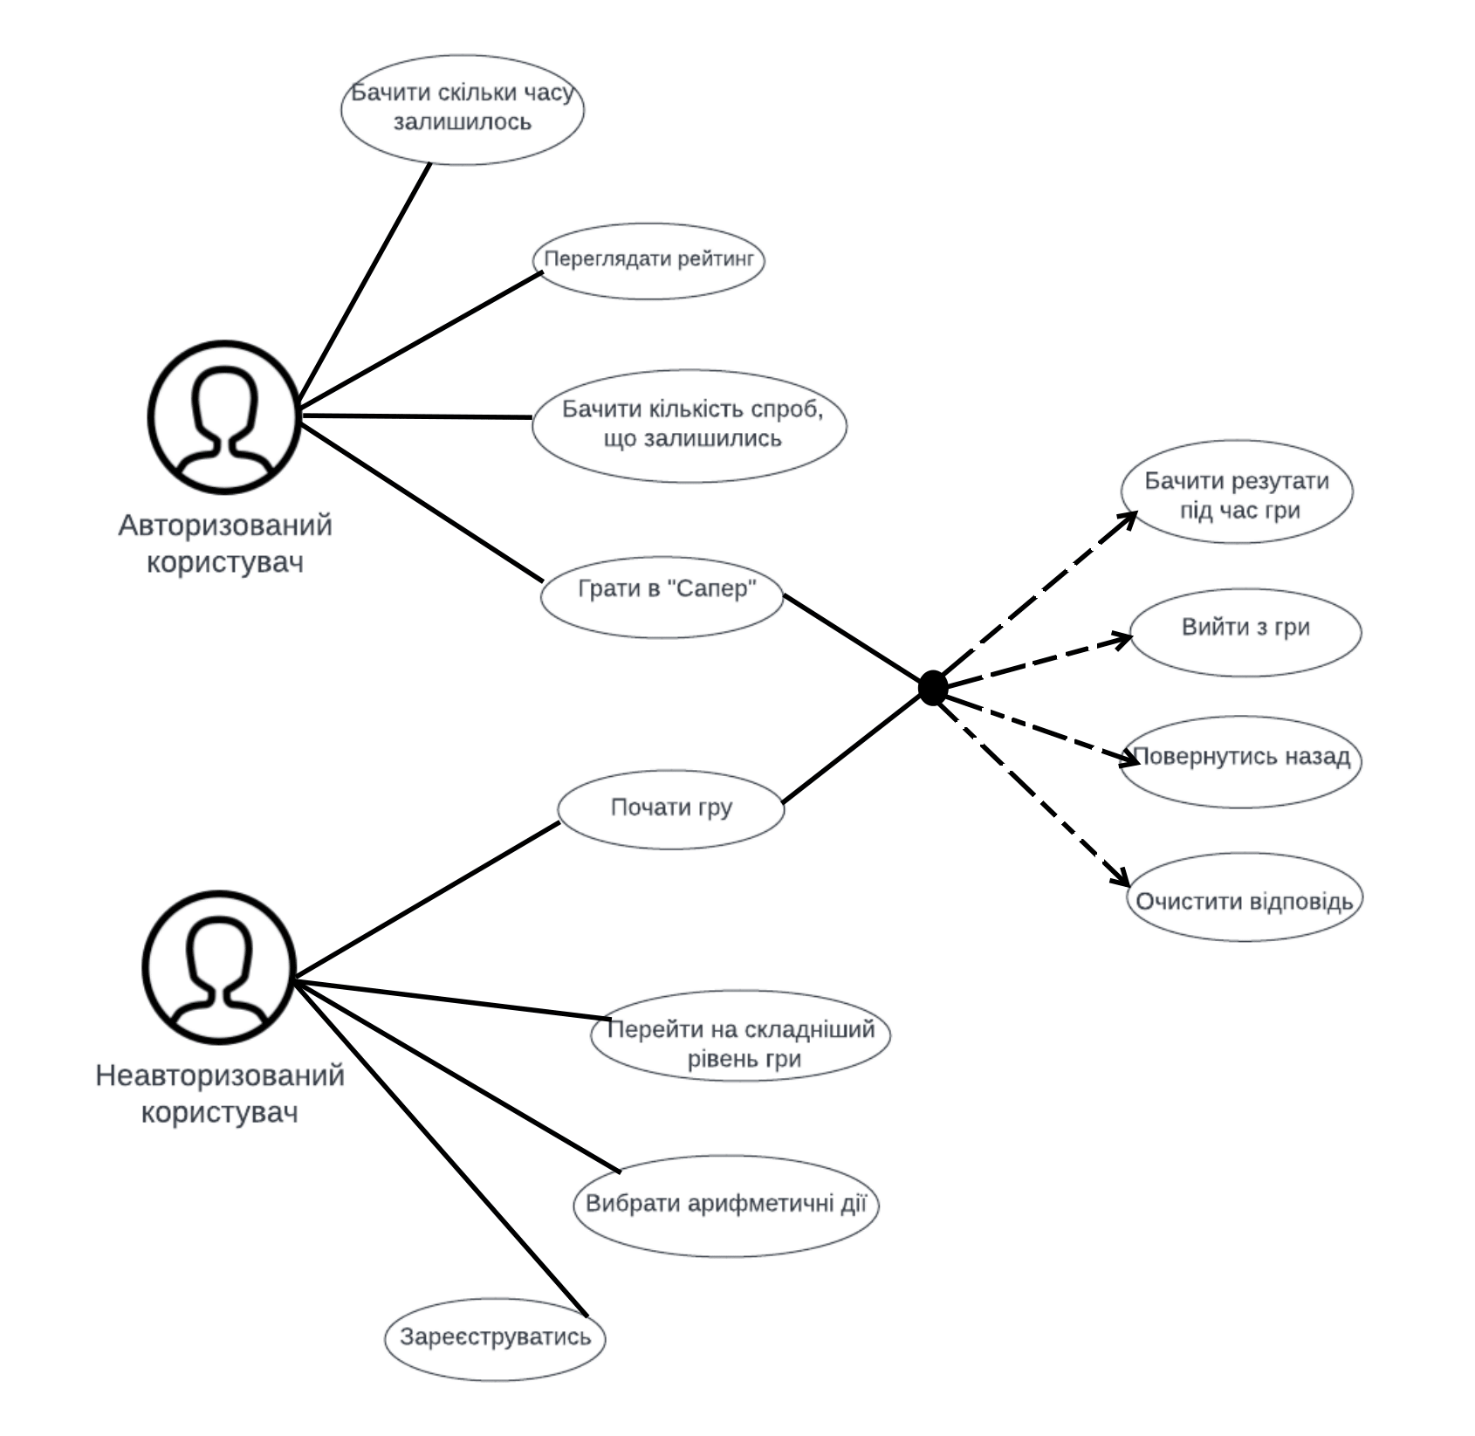 Бачити скільки часу
залишилось
Переглядати рейтинг
Бачити кількість спроб,
що залишились
Авторизований
користувач
Грати в "Сапер"
Бачити резутати
під час гри
Вийти з гри
Повернутись назад
Почати гру
Очистити відповідь
Неавторизований
користувач
Перейти на складніший
рівень гри
Вибрати арифметичні дії
Зареєструватись